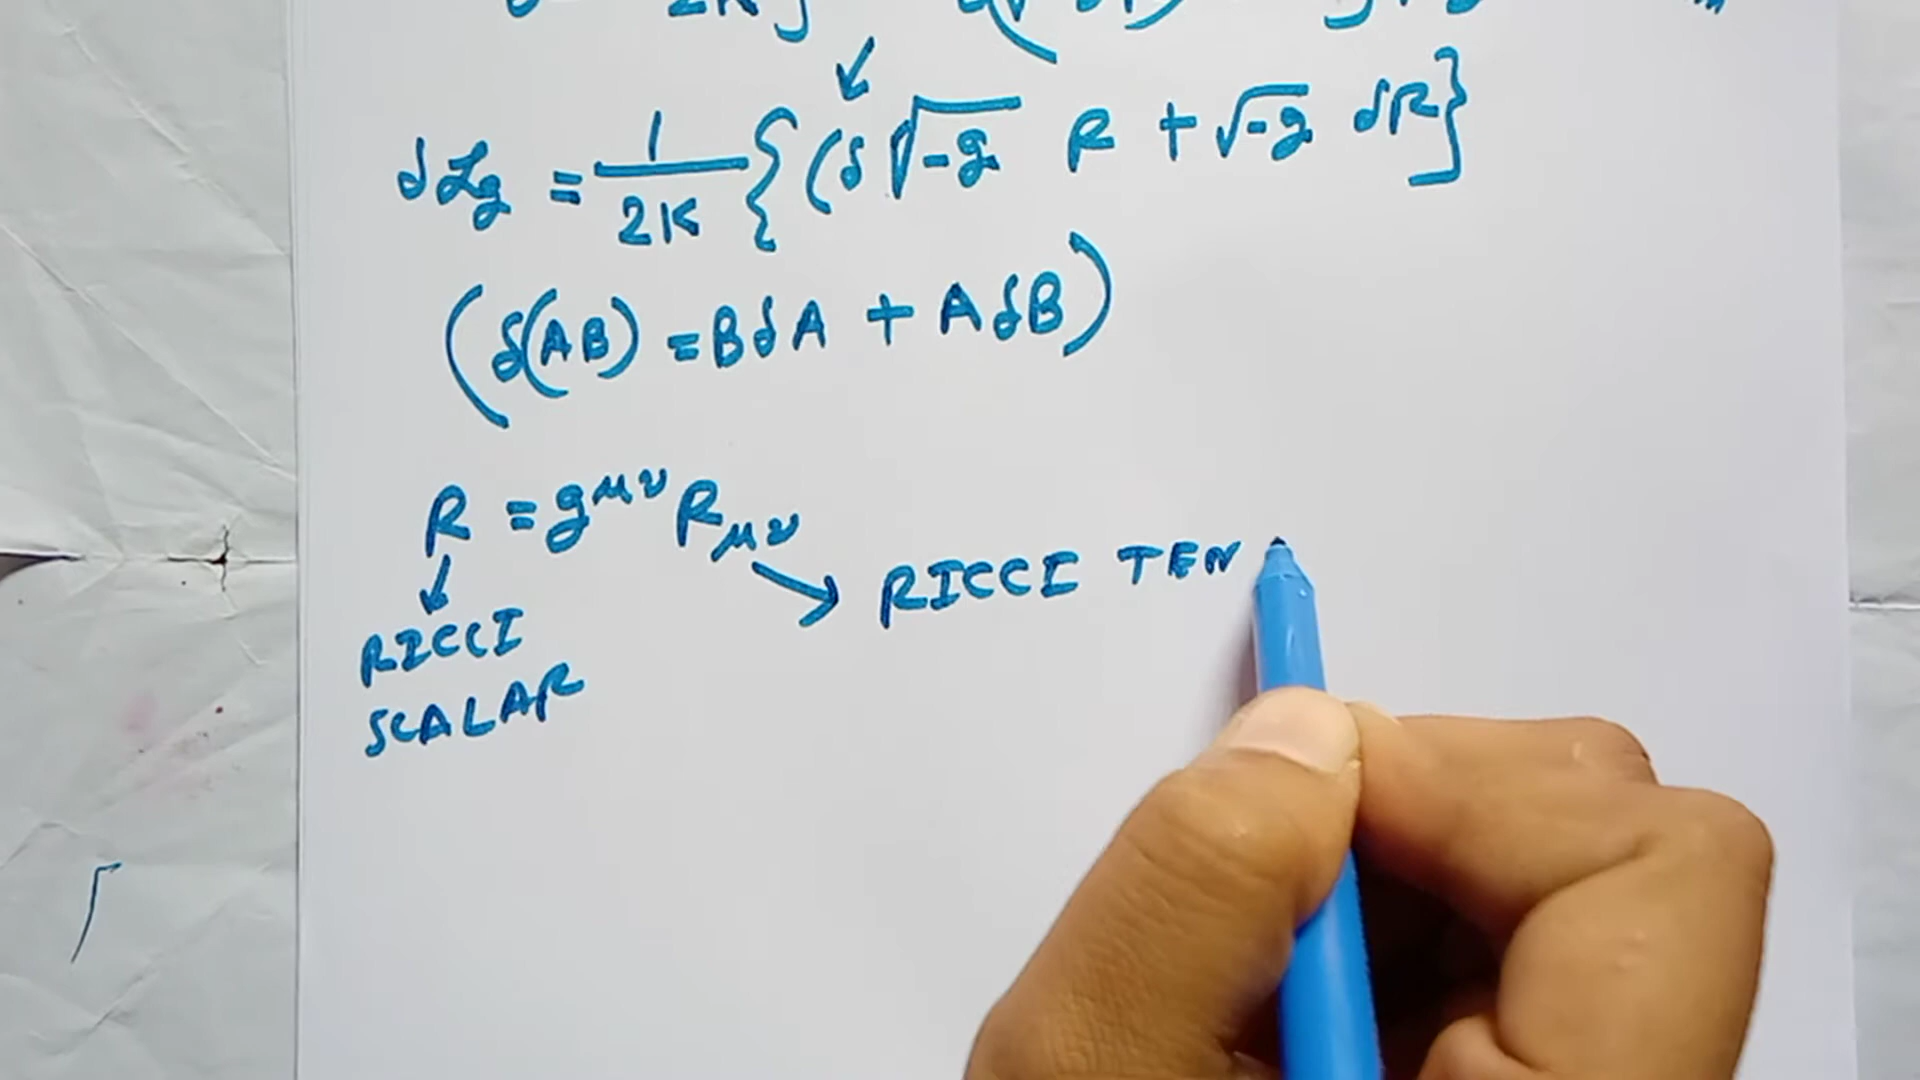 δℒg = 1/2K {(δ√-g R + √-g δR}
(δ(AB) = BδA + AδB)
R = g^μν R_μν
RICCI TEN
RICCI
SCALAR